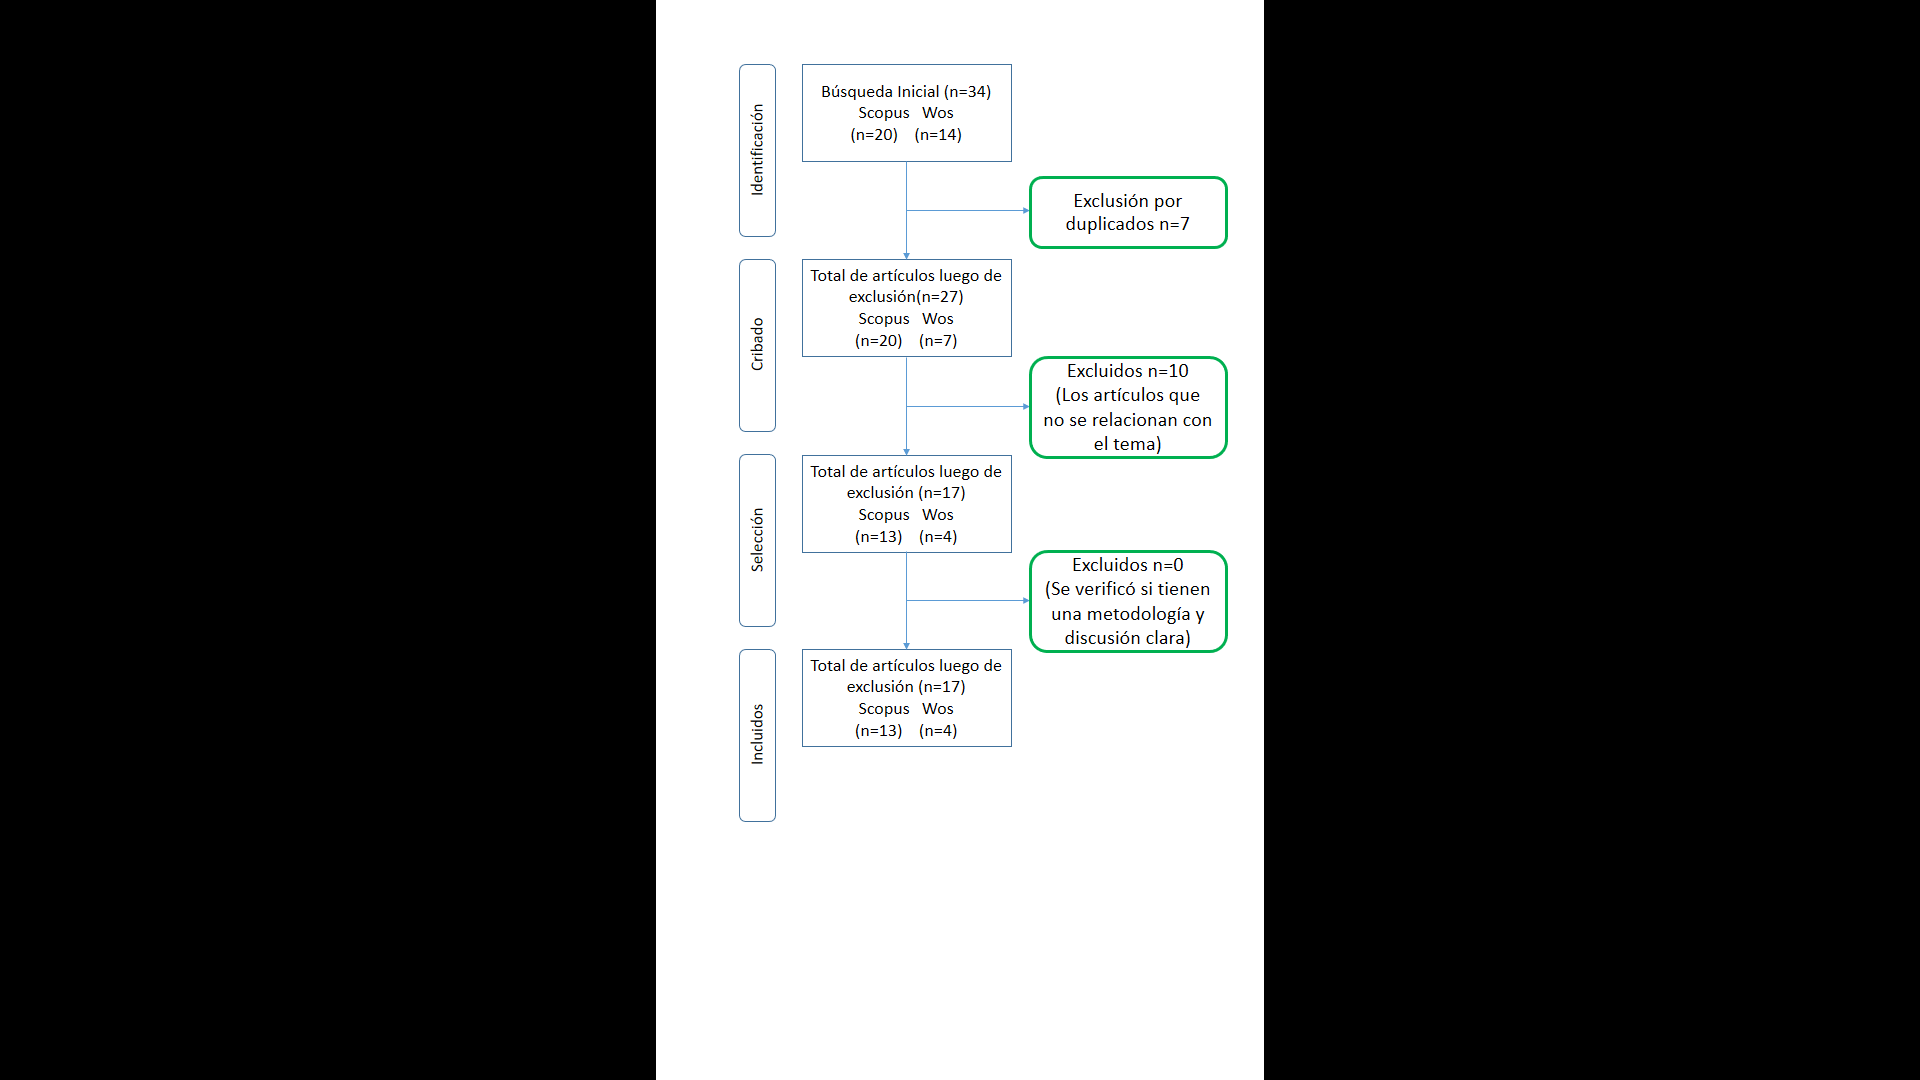 Identificación
Búsqueda Inicial (n=34)
Scopus Wos
(n=20) (n=14)
Exclusión por
duplicados n=7
Cribado
Total de artículos luego de
exclusión(n=27)
Scopus Wos
(n=20) (n=7)
Excluidos n=10
(Los artículos que
no se relacionan con
el tema)
Selección
Total de artículos luego de
exclusión (n=17)
Scopus Wos
(n=13) (n=4)
Excluidos n=0
(Se verificó si tienen
una metodología y
discusión clara)
Incluidos
Total de artículos luego de
exclusión (n=17)
Scopus Wos
(n=13) (n=4)